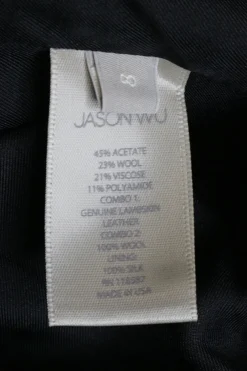 8
JASON WU
45% ACETATE
23% WOOL
21% VISCOSE
11% POLYAMIDE
COMBO 1:
GENUINE LAMBSKIN
LEATHER
COMBO 2:
100% WOOL
LINING:
100% SILK
MADE IN USA